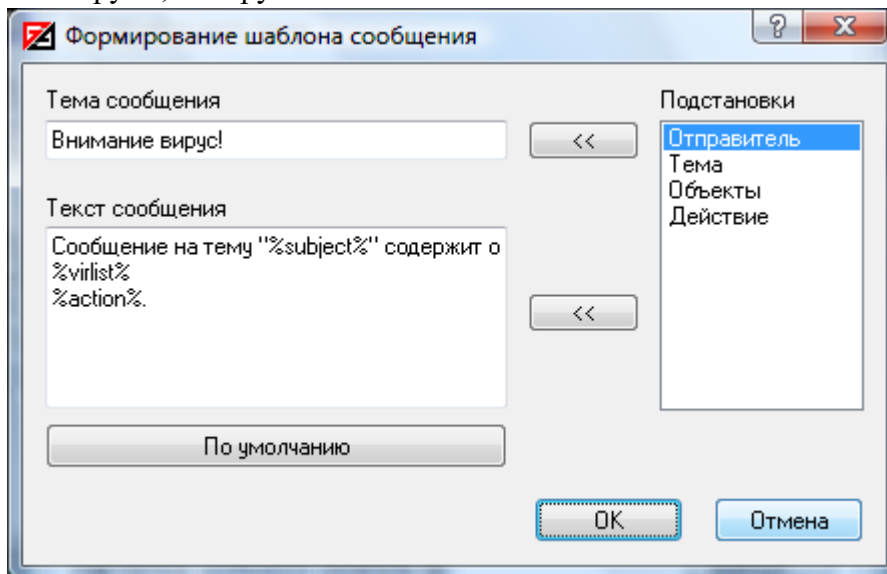 Формирование шаблона сообщения
Тема сообщения
Внимание вирус!
<<
Текст сообщения
Сообщение на тему "%subject%" содержит о
%virlist%
%action%.
<<
По умолчанию
Подстановки
Отправитель
Тема
Объекты
Действие
OK
Отмена